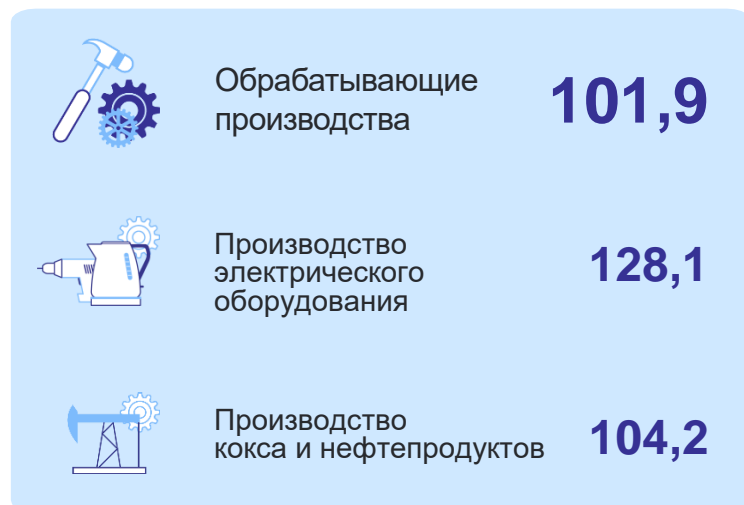 Обрабатывающие
производства
101,9
Производство
электрического
оборудования
128,1
Производство
кокса и нефтепродуктов
104,2